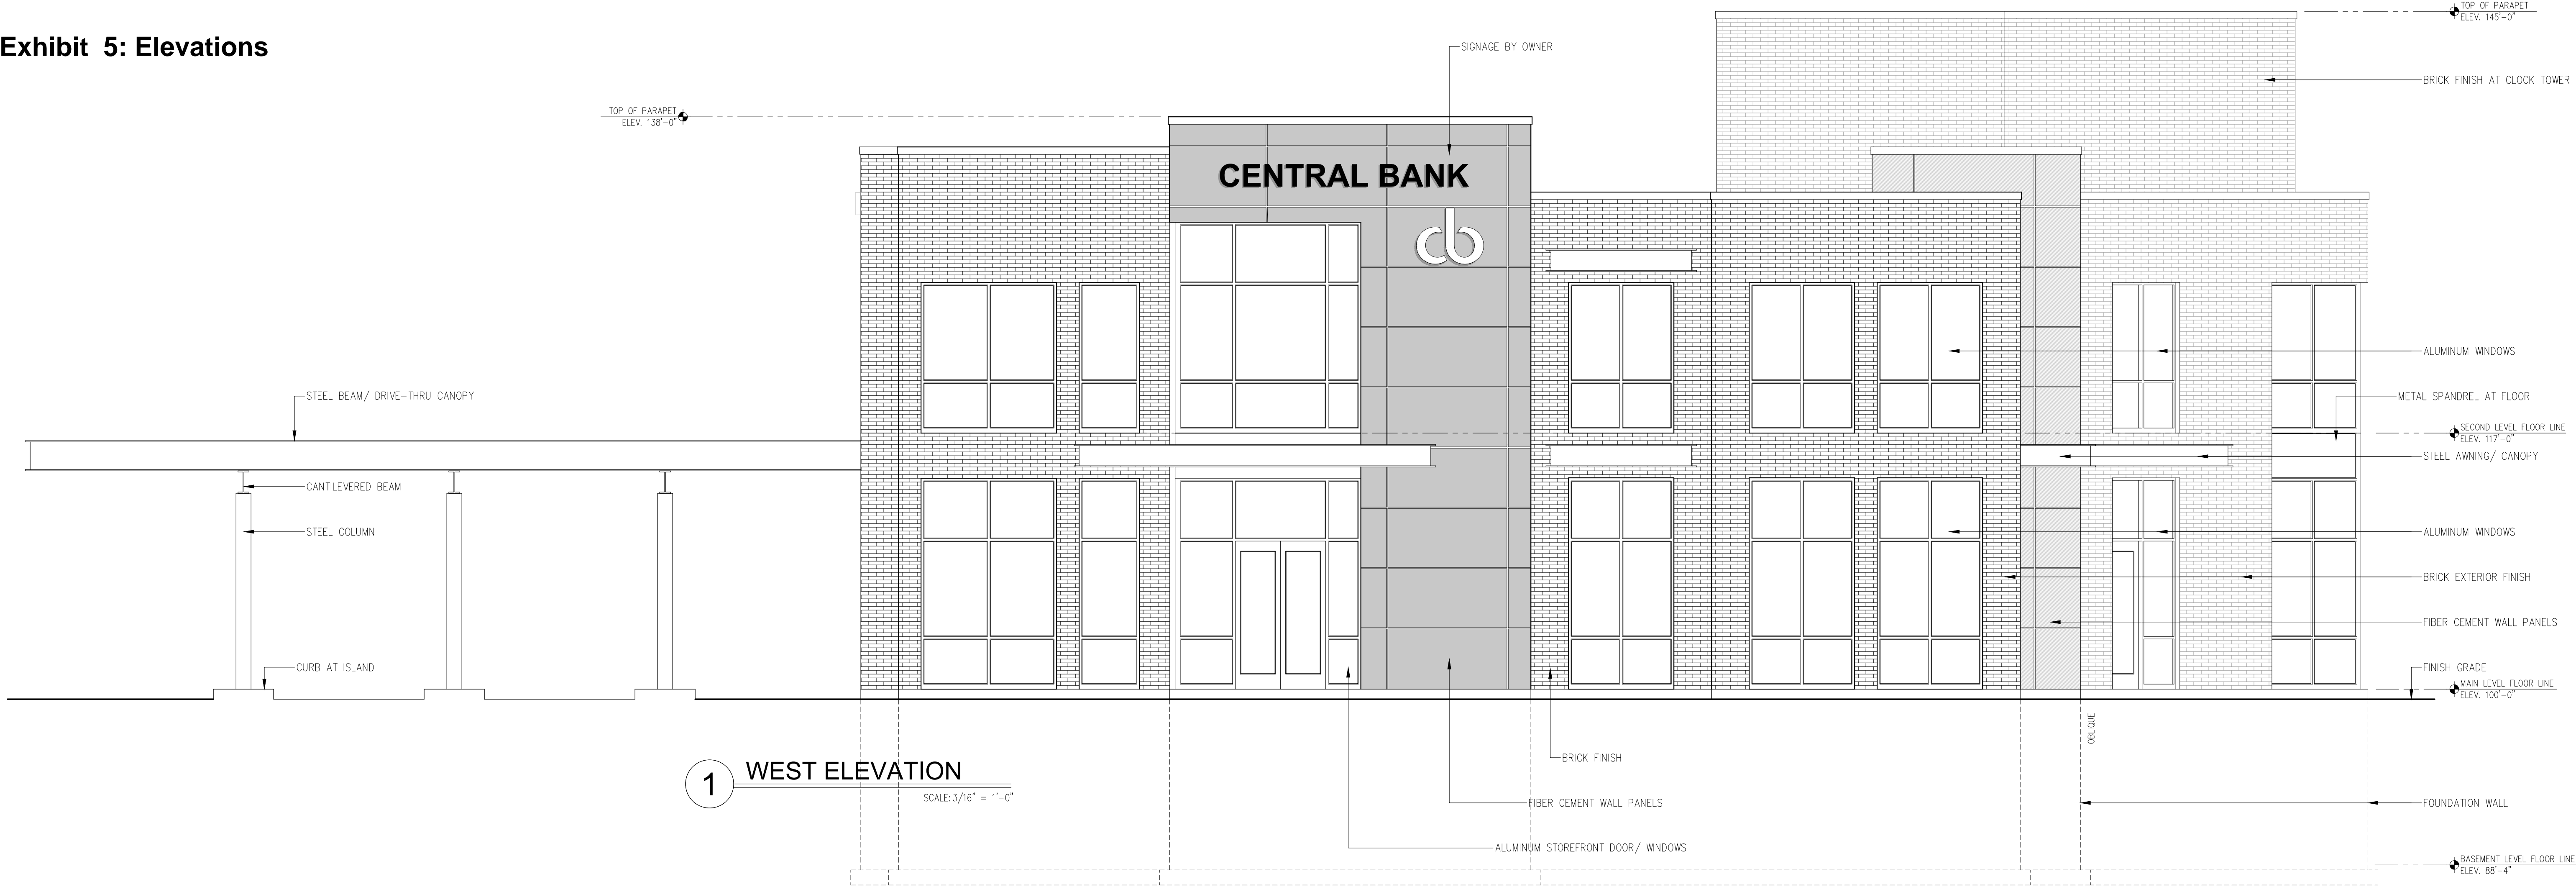 Exhibit 5: Elevations
TOP OF PARAPET
ELEV. 145'-0"
SIGNAGE BY OWNER
BRICK FINISH AT CLOCK TOWER
TOP OF PARAPET
ELEV. 138'-0"
CENTRAL BANK
cb
ALUMINUM WINDOWS
STEEL BEAM/ DRIVE-THRU CANOPY
METAL SPANDREL AT FLOOR
SECOND LEVEL FLOOR LINE
ELEV. 117'-0"
STEEL AWNING/ CANOPY
CANTILEVERED BEAM
STEEL COLUMN
ALUMINUM WINDOWS
BRICK EXTERIOR FINISH
FIBER CEMENT WALL PANELS
CURB AT ISLAND
FINISH GRADE
MAIN LEVEL FLOOR LINE
ELEV. 100'-0"
OBLIQUE
BRICK FINISH
1
WEST ELEVATION
SCALE: 3/16" = 1'-0"
FIBER CEMENT WALL PANELS
FOUNDATION WALL
ALUMINUM STOREFRONT DOOR/ WINDOWS
BASEMENT LEVEL FLOOR LINE
ELEV. 88'-4"